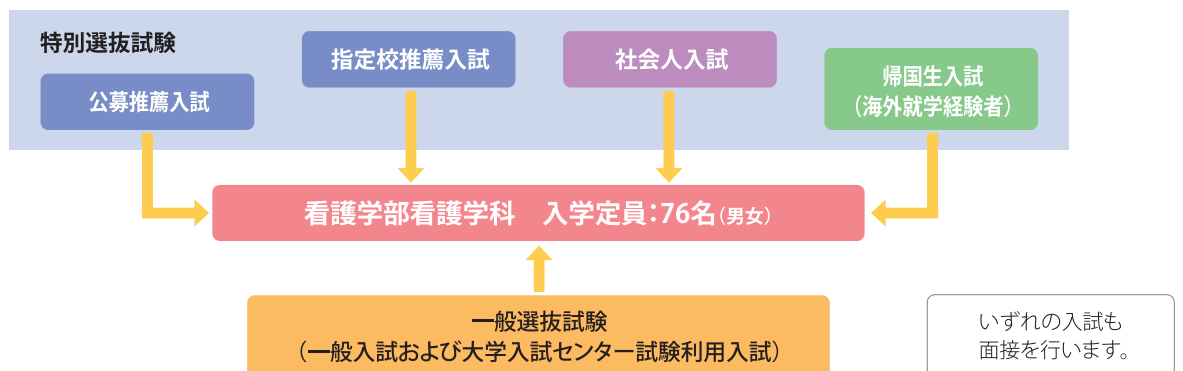 特別選抜試験
公募推薦入試
指定校推薦入試
社会人入試
帰国生入試
（海外就学経験者）
看護学部看護学科　入学定員：76名（男女）
一般選抜試験
（一般入試および大学入試センター試験利用入試）
いずれの入試も
面接を行います。